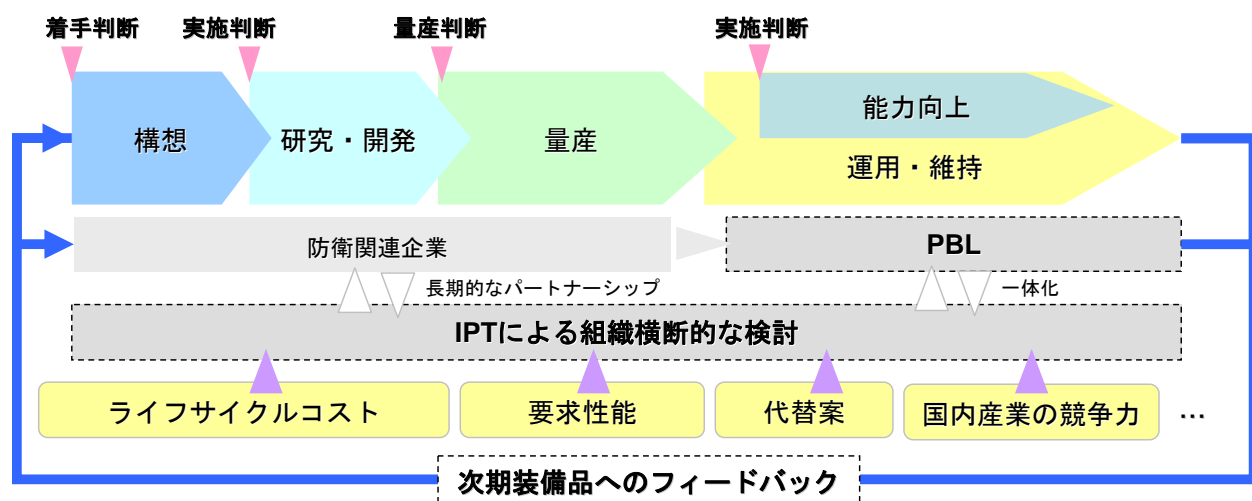 着手判断
実施判断
量産判断
実施判断
構想
研究・開発
量産
能力向上
運用・維持
防衛関連企業
PBL
長期的なパートナーシップ
一体化
IPTによる組織横断的な検討
ライフサイクルコスト
要求性能
代替案
国内産業の競争力
…
次期装備品へのフィードバック